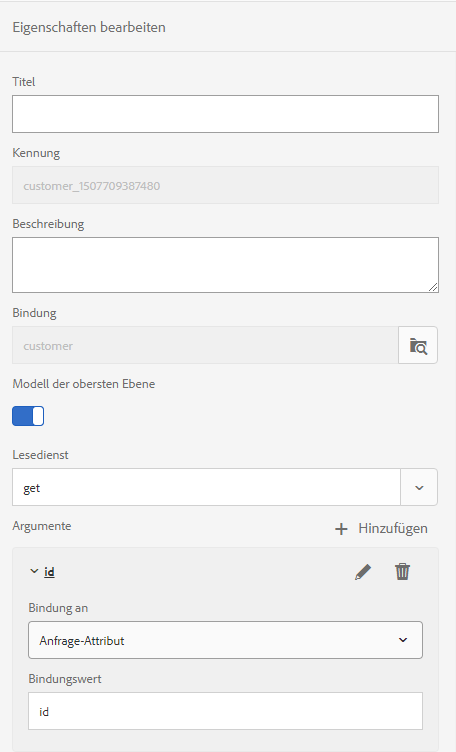 Eigenschaften bearbeiten
Titel
Kennung
customer_1507709387480
Beschreibung
Bindung
customer
Modell der obersten Ebene
Lesedienst
get
Argumente
Hinzufügen
id
Bindung an
Anfrage-Attribut
Bindungswert
id